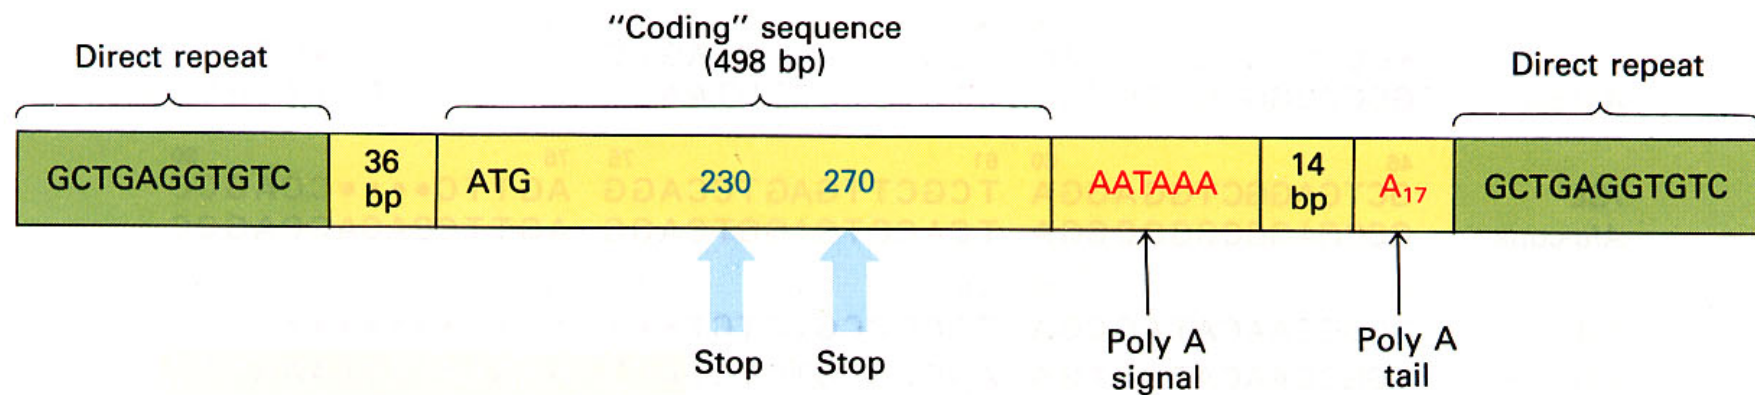 “Coding” sequence
(498 bp)
Direct repeat
Direct repeat
GCTGAGGTGTC
36
bp
ATG
230
270
AATAAA
14
bp
A17
GCTGAGGTGTC
Stop
Stop
Poly A
signal
Poly A
tail